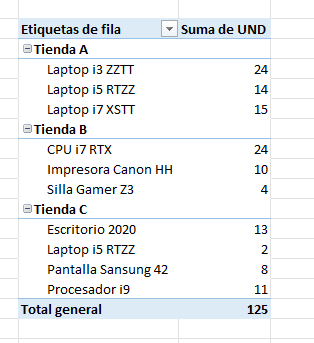 Etiquetas de fila Suma de UND
Tienda A
Laptop i3 ZZTT 24
Laptop i5 RTZZ 14
Laptop i7 XSTT 15
Tienda B
CPU i7 RTX 24
Impresora Canon HH 10
Silla Gamer Z3 4
Tienda C
Escritorio 2020 13
Laptop i5 RTZZ 2
Pantalla Sansung 42 8
Procesador i9 11
Total general 125